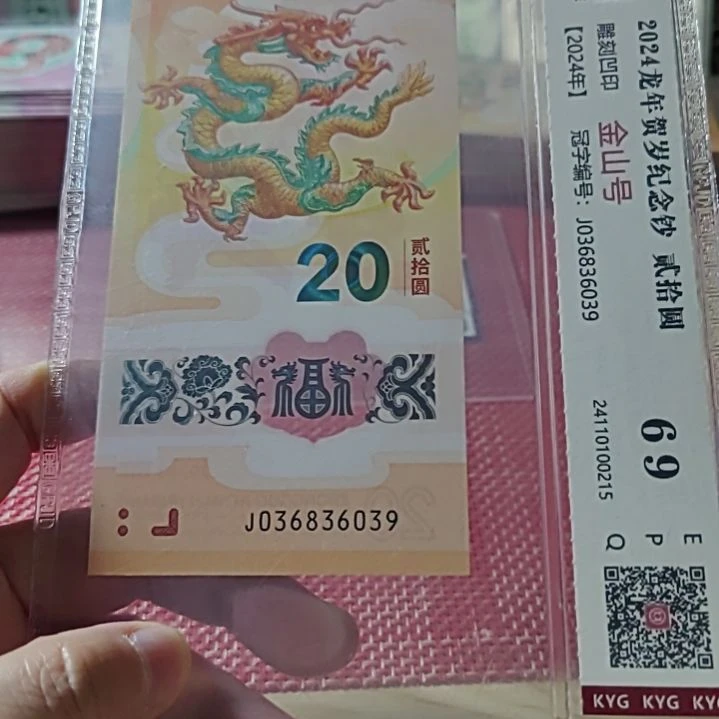 20
贰拾圆
福
J036836039
2024龙年贺岁纪念钞 贰拾圆
雕刻凹印 金山号
【2024年】 冠字编号：J036836039
69
24110100215
E
P
Q
KYG KYG KYG